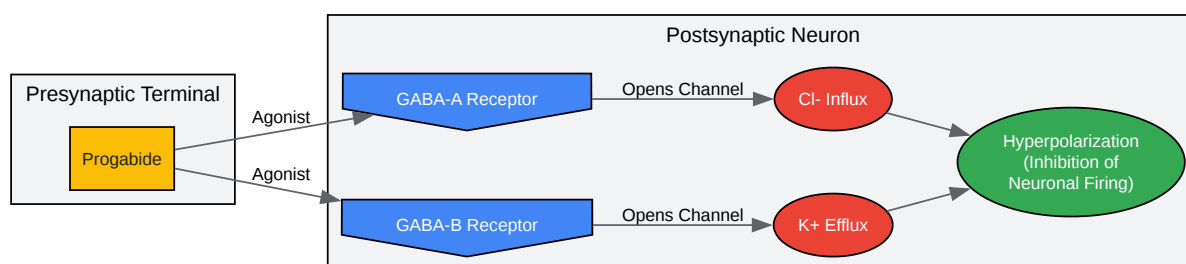 Postsynaptic Neuron
Presynaptic Terminal
Progabide
Agonist
Agonist
GABA-A Receptor
Opens Channel
Cl- Influx
GABA-B Receptor
Opens Channel
K+ Efflux
Hyperpolarization
(Inhibition of
Neuronal Firing)